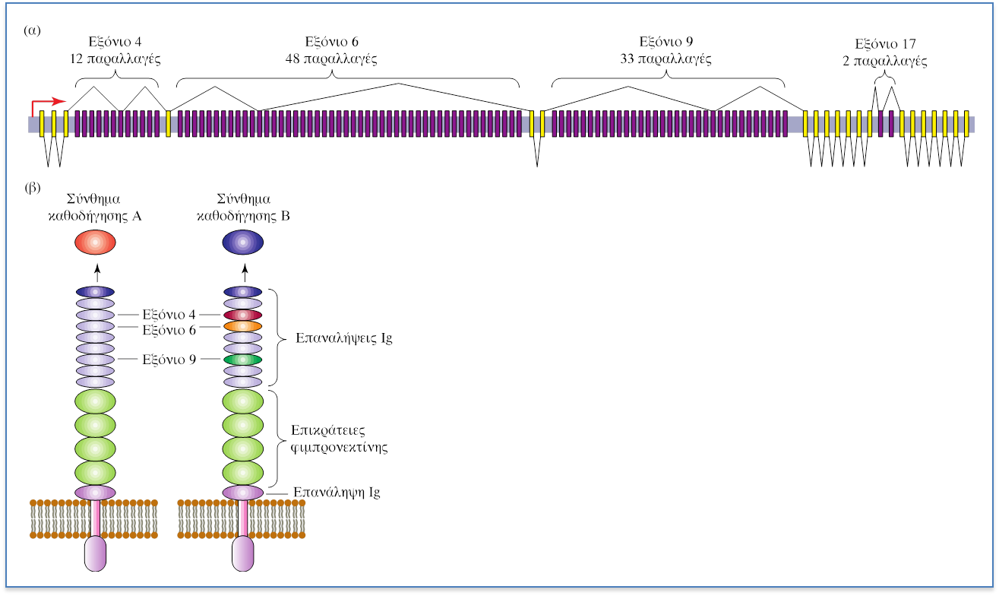 (α)
Εξόνιο 4
12 παραλλαγές
Εξόνιο 6
48 παραλλαγές
Εξόνιο 9
33 παραλλαγές
Εξόνιο 17
2 παραλλαγές
(β)
Σύνθημα
καθοδήγησης Α
Σύνθημα
καθοδήγησης Β
Εξόνιο 4
Εξόνιο 6
Εξόνιο 9
Επαναλήψεις Ig
Επικράτειες
φιμπρονεκτίνης
Επανάληψη Ig